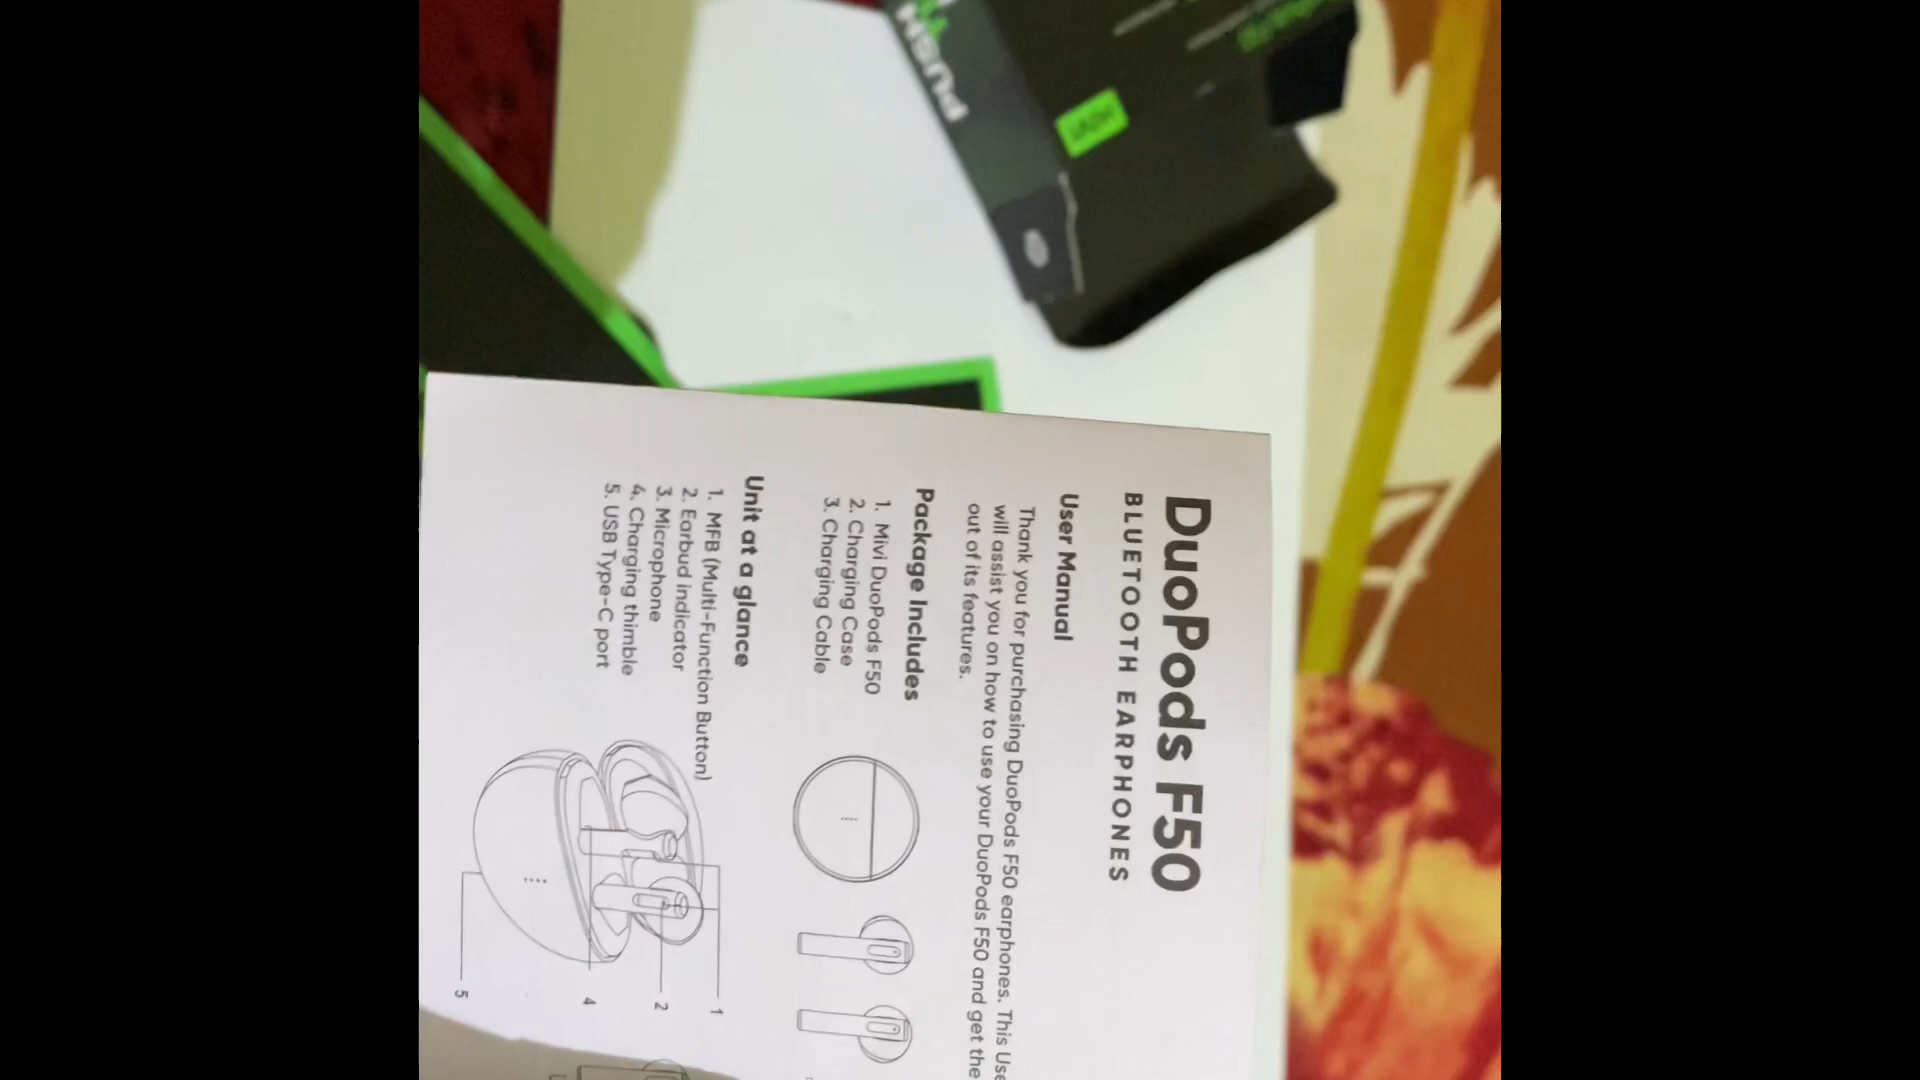 DuoPods F50
BLUETOOTH EARPHONES
User Manual
Thank you for purchasing DuoPods F50 earphones. This Use
will assist you on how to use your DuoPods F50 and get the
out of its features.
Package Includes
1. Mivi DuoPods F50
2. Charging Case
3. Charging Cable
Unit at a glance
1. MFB (Multi-Function Button)
2. Earbud indicator
3. Microphone
4. Charging thimble
5. USB Type-C port
1
2
4
5
PUSH